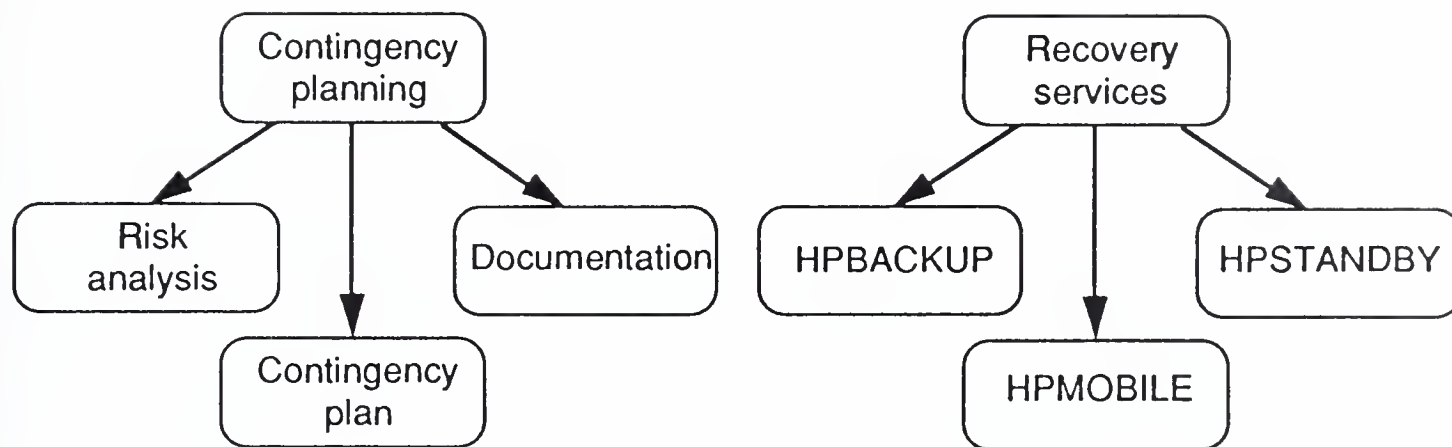 Contingency
planning
Risk
analysis
Documentation
Contingency
plan
Recovery
services
HPBACKUP
HPSTANDBY
HPMOBILE